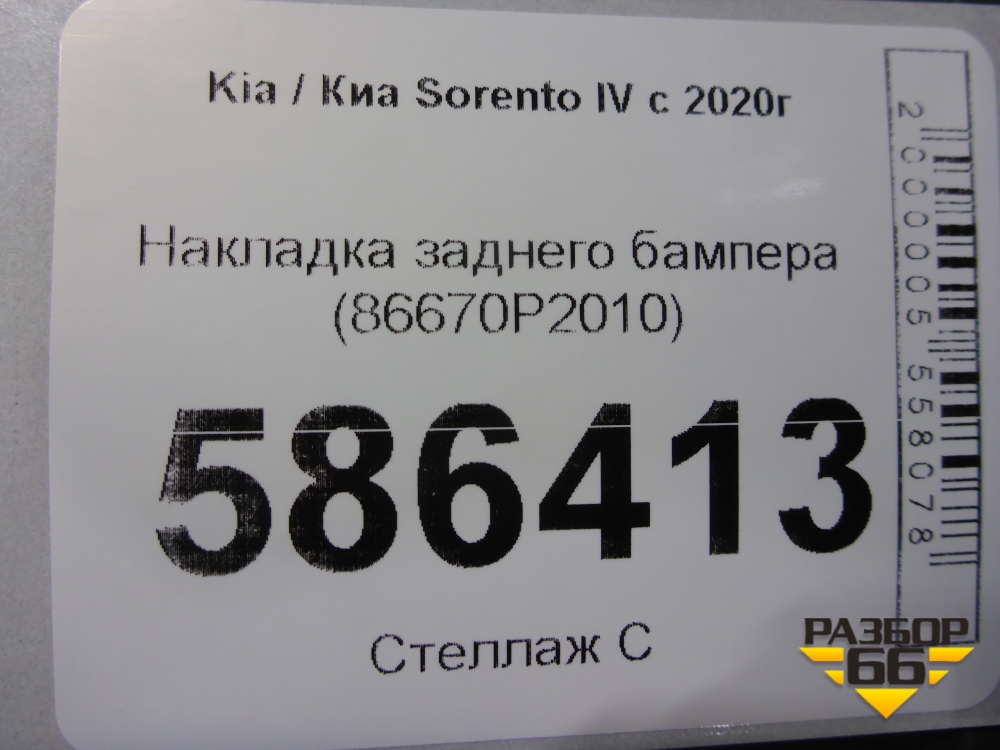 Kia / Киа Sorento IV с 2020г
Накладка заднего бампера
(86670P2010)
586413
Стеллаж С
2000005558078
РАЗБОР
66